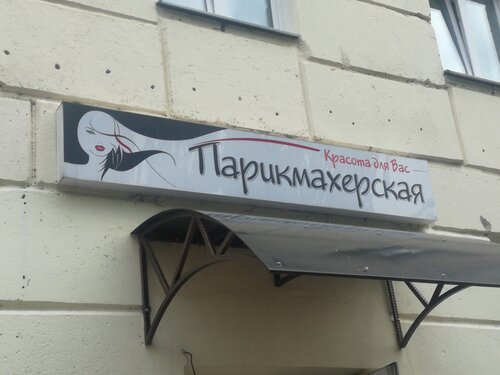 Красота для Вас
Парикмахерская